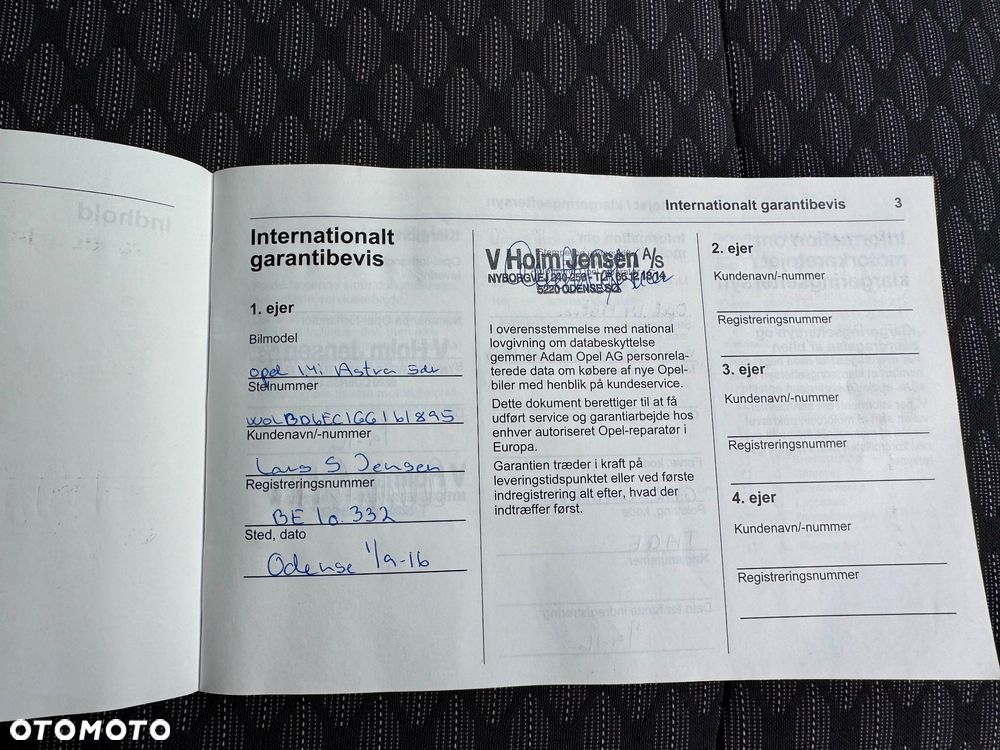 Indhold
Internationalt garantibevis 3
Internationalt
garantibevis
1. ejer
Bilmodel
opel 1.4i Astra 5dr
Stelnummer
W0LBD6EC1GG161895
Kundenavn/-nummer
Lars S Jensen
Registreringsnummer
BE 10.332
Sted, dato
Odense 1/9-16
V Holm Jensen A/S
5220 ODENSE SØ
I overensstemmelse med national
lovgivning om databeskyttelse
gemmer Adam Opel AG personrela-
terede data om købere af nye Opel-
biler med henblik på kundeservice.
Dette dokument berettiger til at få
udført service og garantiarbejde hos
enhver autoriseret Opel-reparatør i
Europa.
Garantien træder i kraft på
leveringstidspunktet eller ved første
indregistrering alt efter, hvad der
indtræffer først.
2. ejer
Kundenavn/-nummer
Registreringsnummer
3. ejer
Kundenavn/-nummer
Registreringsnummer
4. ejer
Kundenavn/-nummer
Registreringsnummer
OTOMOTO